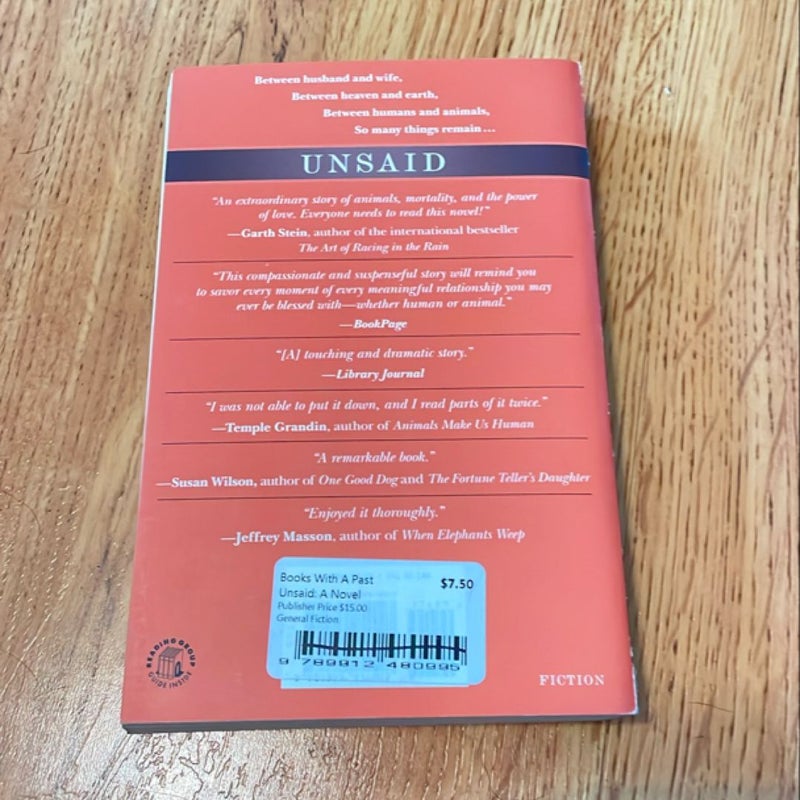 Between husband and wife,
Between heaven and earth,
Between humans and animals,
So many things remain...
UNSAID
“An extraordinary story of animals, mortality, and the power
of love. Everyone needs to read this novel!”
—Garth Stein, author of the international bestseller
The Art of Racing in the Rain
“This compassionate and suspenseful story will remind you
to savor every moment of every meaningful relationship you may
ever be blessed with—whether human or animal.”
—BookPage
“[A] touching and dramatic story.”
—Library Journal
“I was not able to put it down, and I read parts of it twice.”
—Temple Grandin, author of Animals Make Us Human
“A remarkable book.”
—Susan Wilson, author of One Good Dog and The Fortune Teller’s Daughter
“Enjoyed it thoroughly.”
—Jeffrey Masson, author of When Elephants Weep
Books With A Past
$7.50
Unsaid: A Novel
Publisher Price $15.00
General Fiction
9 789912 480995
READING GROUP
GUIDE INSIDE
FICTION